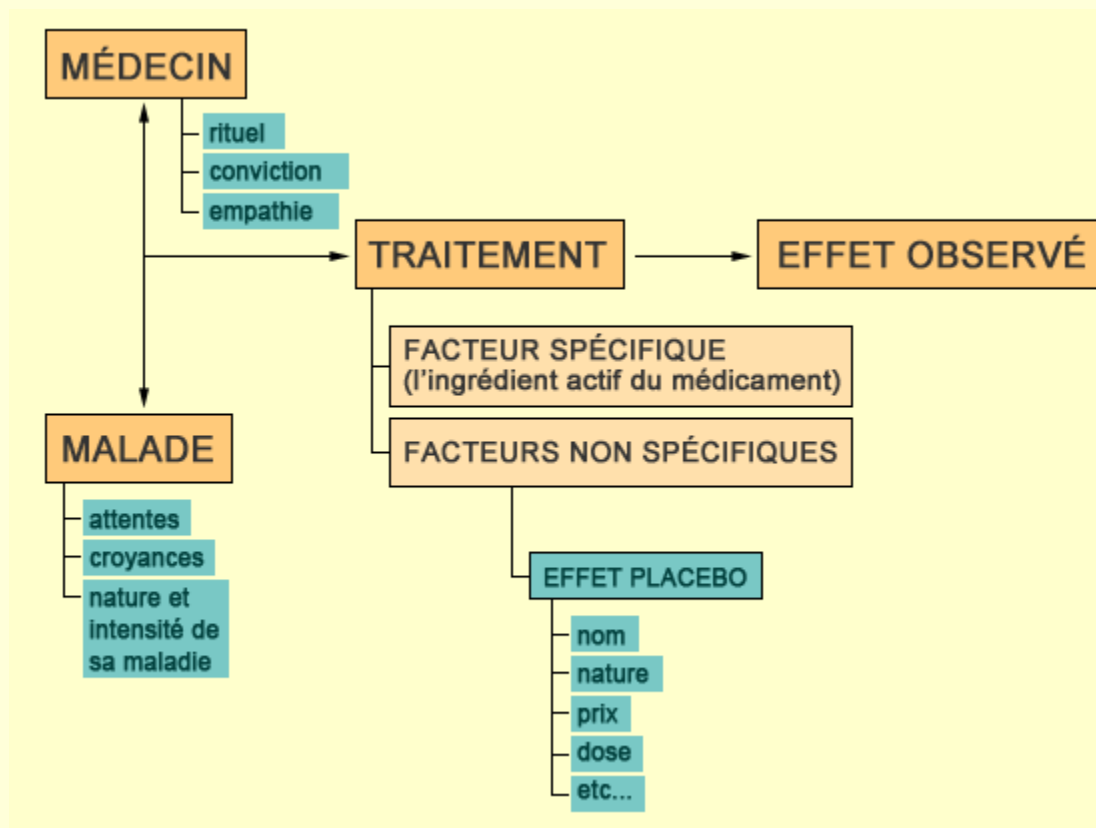 MÉDECIN
rituel
conviction
empathie
TRAITEMENT
EFFET OBSERVÉ
FACTEUR SPÉCIFIQUE
(l'ingrédient actif du médicament)
FACTEURS NON SPÉCIFIQUES
MALADE
attentes
croyances
nature et
intensité de
sa maladie
EFFET PLACEBO
nom
nature
prix
dose
etc...